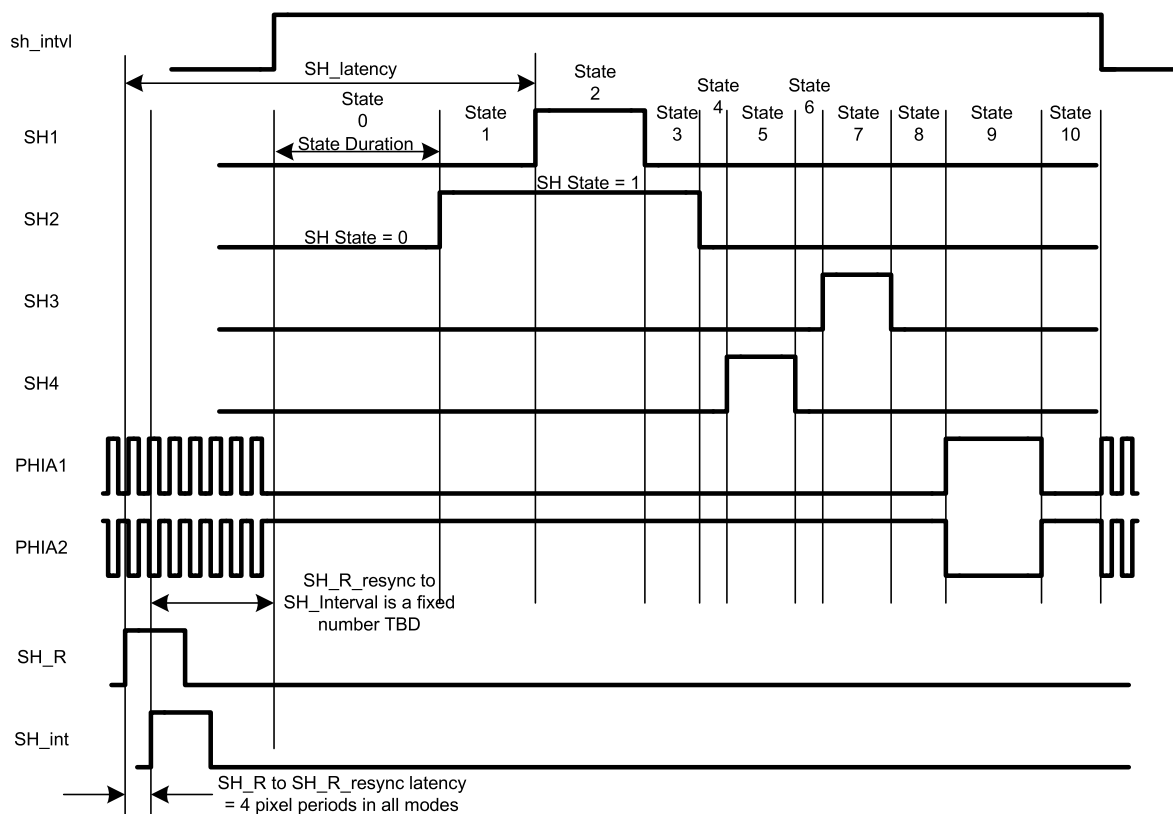 sh_intvl
SH_latency
State
0
State
1
State
2
State
3
State
4
State
5
State
6
State
7
State
8
State
9
State
10
SH1
State Duration
SH State = 1
SH2
SH State = 0
SH3
SH4
PHIA1
PHIA2
SH_R_resync to
SH_Interval is a fixed
number TBD
SH_R
SH_int
SH_R to SH_R_resync latency
= 4 pixel periods in all modes